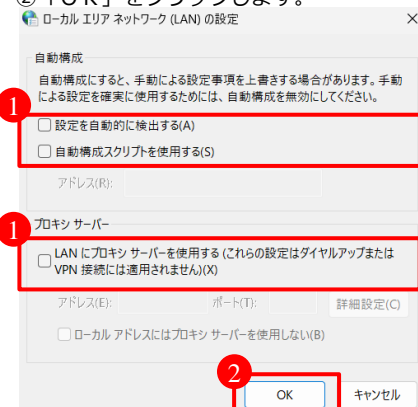 ②「ＯＫ」をクリックします。
ローカル エリア ネットワーク (LAN) の設定
自動構成
自動構成にすると、手動による設定事項を上書きする場合があります。手動
による設定を確実に使用するためには、自動構成を無効にしてください。
1
設定を自動的に検出する(A)
自動構成スクリプトを使用する(S)
アドレス(R):
1
プロキシ サーバー
LAN にプロキシ サーバーを使用する (これらの設定はダイヤルアップまたは
VPN 接続には適用されません)(X)
アドレス(E): ポート(T): 詳細設定(C)
ローカル アドレスにはプロキシ サーバーを使用しない(B)
2
OK キャンセル